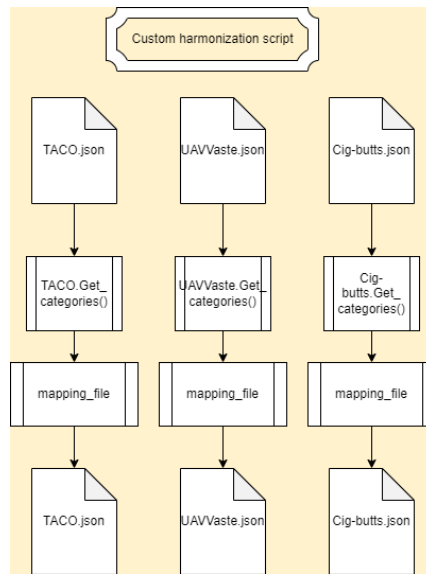 Custom harmonization script
TACO.json
UAVVaste.json
Cig-butts.json
TACO.Get_
categories()
UAVVaste.Get_
categories()
Cig-
butts.Get_
categories()
mapping_file
mapping_file
mapping_file
TACO.json
UAVVaste.json
Cig-butts.json